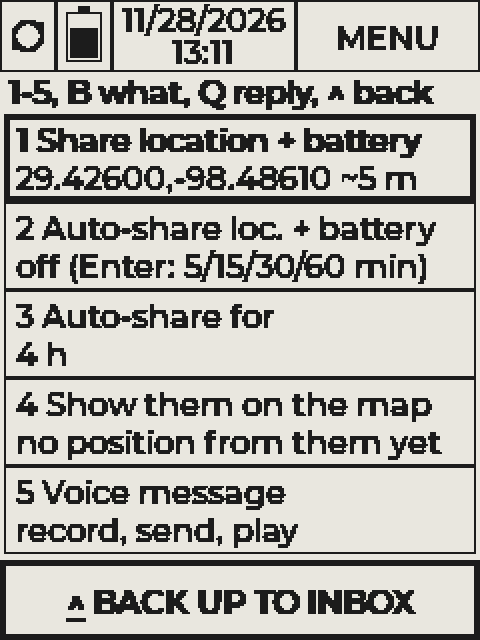 11/28/2026
13:11
MENU
1-5, B what, Q reply, ^ back
1 Share location + battery
29.42600,-98.48610 ~5 m
2 Auto-share loc. + battery
off (Enter: 5/15/30/60 min)
3 Auto-share for
4 h
4 Show them on the map
no position from them yet
5 Voice message
record, send, play
^ BACK UP TO INBOX